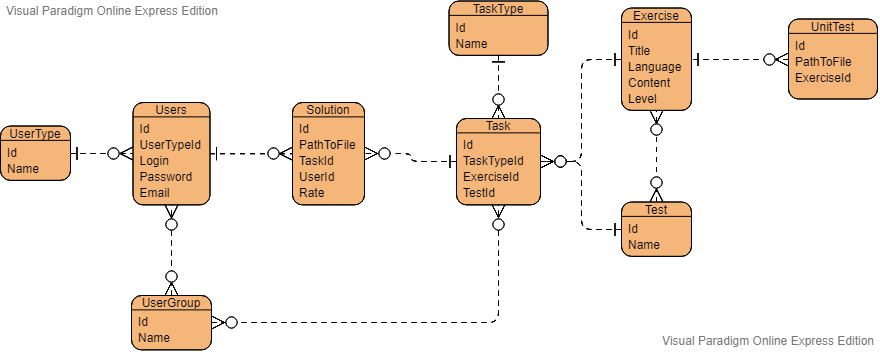 Visual Paradigm Online Express Edition
TaskType
Id
Name
Exercise
Id
Title
Language
Content
Level
UnitTest
Id
PathToFile
ExerciseId
UserType
Id
Name
Users
Id
UserTypeId
Login
Password
Email
Solution
Id
PathToFile
TaskId
UserId
Rate
Task
Id
TaskTypeId
ExerciseId
TestId
Test
Id
Name
UserGroup
Id
Name
Visual Paradigm Online Express Edition